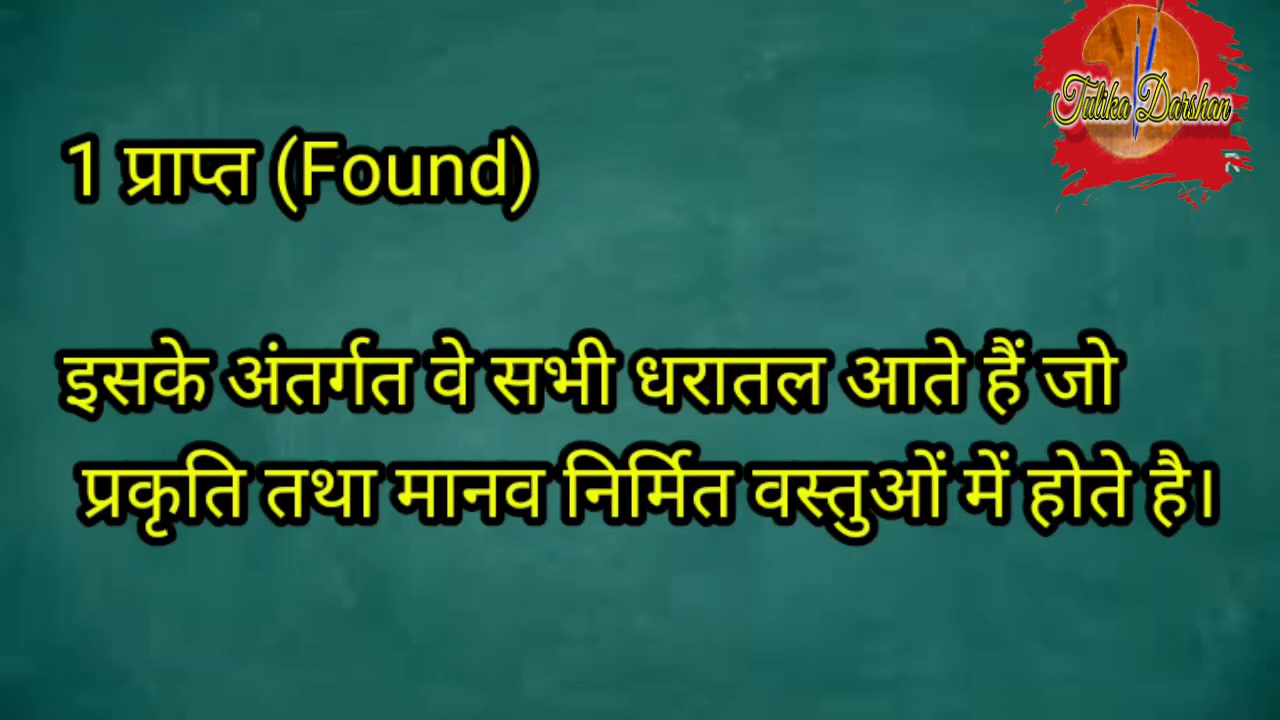 Tulika Darshan
1 प्राप्त (Found)
इसके अंतर्गत वे सभी धरातल आते हैं जो
प्रकृति तथा मानव निर्मित वस्तुओं में होते है।